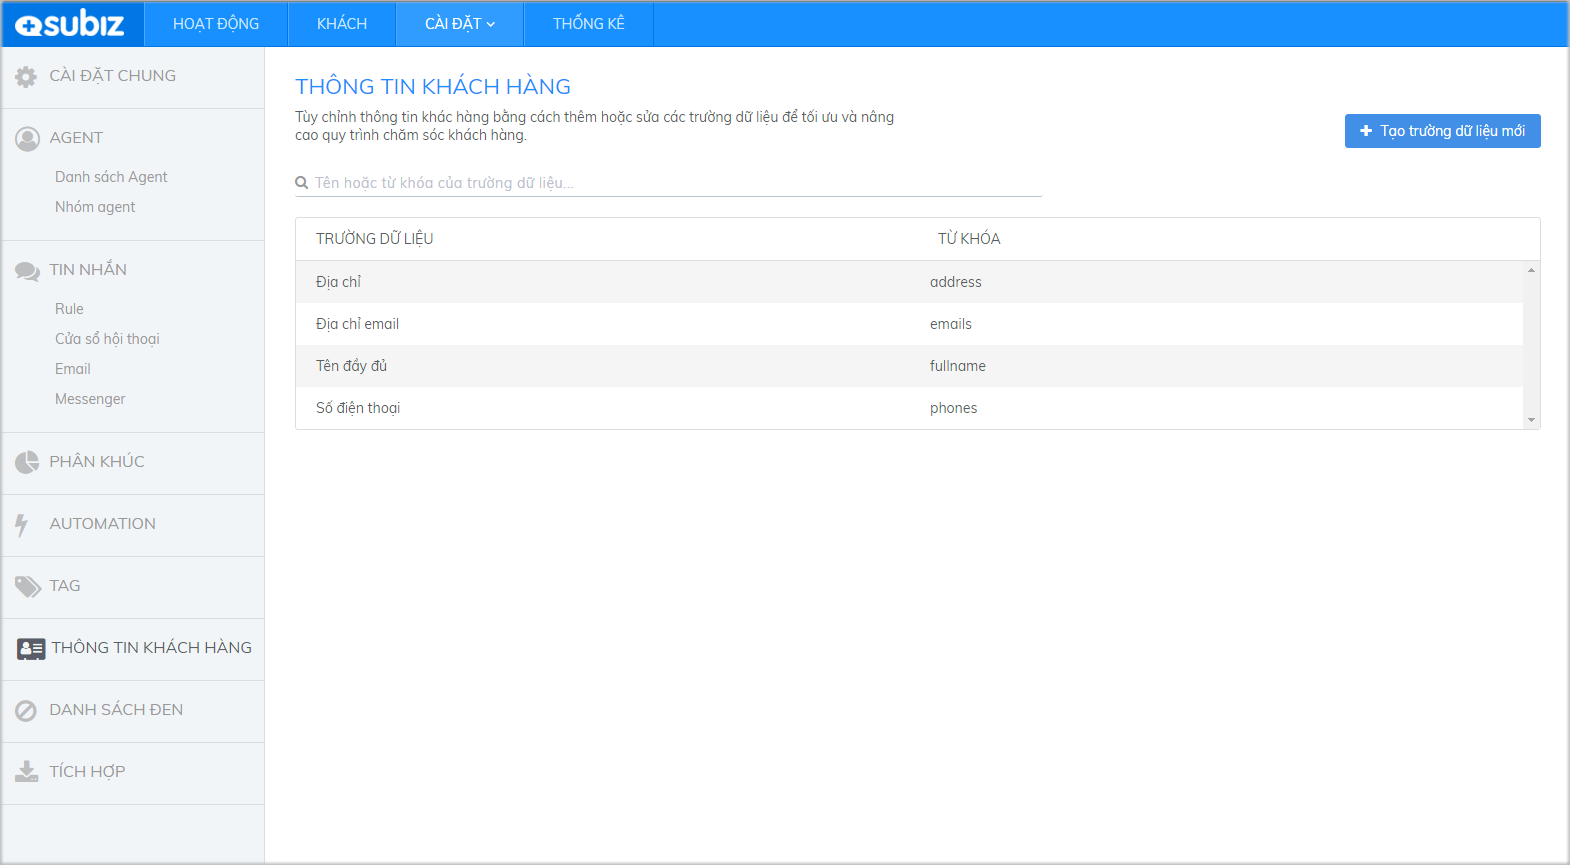 subiz
HOẠT ĐỘNG
KHÁCH
CÀI ĐẶT
THỐNG KÊ
CÀI ĐẶT CHUNG
AGENT
Danh sách Agent
Nhóm agent
TIN NHẮN
Rule
Cửa sổ hội thoại
Email
Messenger
PHÂN KHÚC
AUTOMATION
TAG
THÔNG TIN KHÁCH HÀNG
DANH SÁCH ĐEN
TÍCH HỢP
THÔNG TIN KHÁCH HÀNG
Tùy chỉnh thông tin khác hàng bằng cách thêm hoặc sửa các trường dữ liệu để tối ưu và nâng
cao quy trình chăm sóc khách hàng.
Tạo trường dữ liệu mới
Tên hoặc từ khóa của trường dữ liệu...
TRƯỜNG DỮ LIỆU TỪ KHÓA
Địa chỉ address
Địa chỉ email emails
Tên đầy đủ fullname
Số điện thoại phones